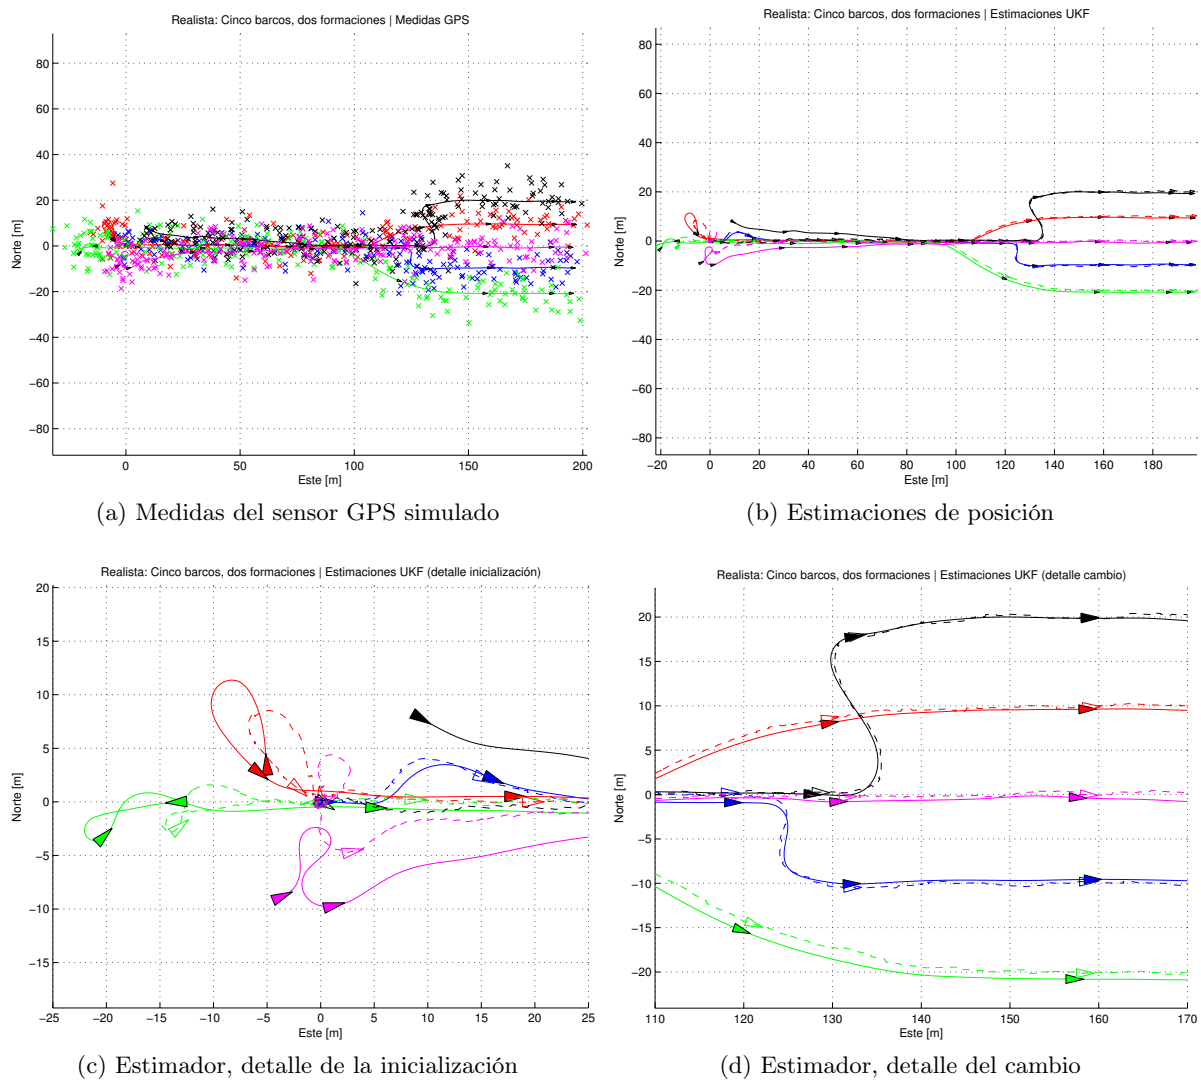 Realista: Cinco barcos, dos formaciones | Medidas GPS
80
60
40
20
0
−20
−40
−60
−80
Norte [m]
0 50 100 150 200
Este [m]
(a) Medidas del sensor GPS simulado
Realista: Cinco barcos, dos formaciones | Estimaciones UKF
80
60
40
20
0
−20
−40
−60
−80
Norte [m]
−20 0 20 40 60 80 100 120 140 160 180
Este [m]
(b) Estimaciones de posición
Realista: Cinco barcos, dos formaciones | Estimaciones UKF (detalle inicialización)
20
15
10
5
0
−5
−10
−15
Norte [m]
−25 −20 −15 −10 −5 0 5 10 15 20 25
Este [m]
(c) Estimador, detalle de la inicialización
Realista: Cinco barcos, dos formaciones | Estimaciones UKF (detalle cambio)
20
15
10
5
0
−5
−10
−15
−20
Norte [m]
110 120 130 140 150 160 170
Este [m]
(d) Estimador, detalle del cambio